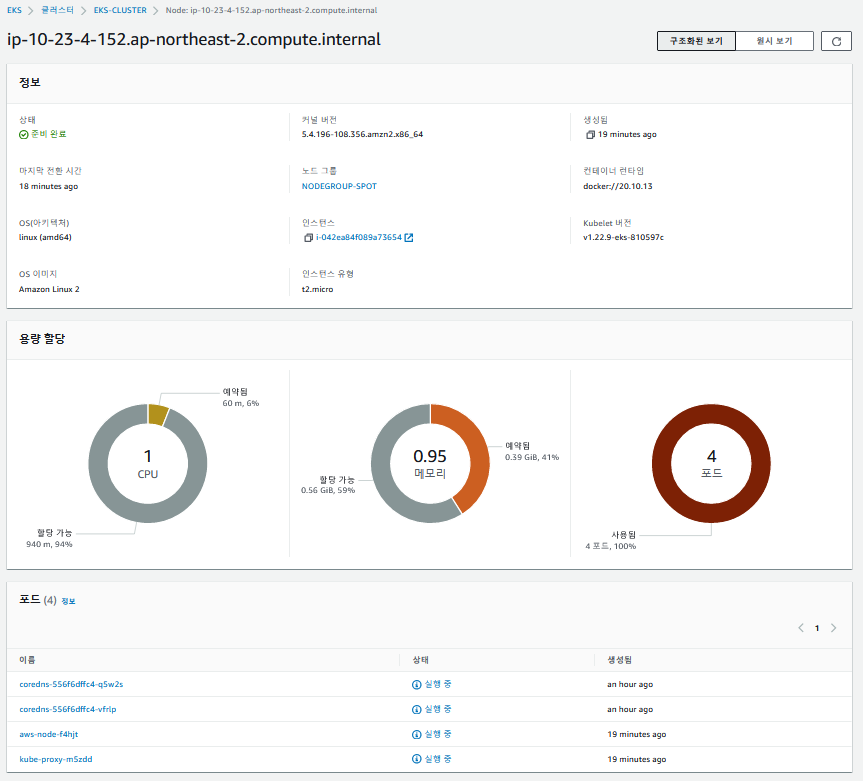 EKS > 클러스터 > EKS-CLUSTER > Node: ip-10-23-4-152.ap-northeast-2.compute.internal
ip-10-23-4-152.ap-northeast-2.compute.internal
구조화된 보기
원시 보기
정보
상태
준비 완료
커널 버전
5.4.196-108.356.amzn2.x86_64
생성됨
19 minutes ago
마지막 전환 시간
18 minutes ago
노드 그룹
NODEGROUP-SPOT
컨테이너 런타임
docker://20.10.13
OS(아키텍처)
linux (amd64)
인스턴스
i-042ea84f089a73654
Kubelet 버전
v1.22.9-eks-810597c
OS 이미지
Amazon Linux 2
인스턴스 유형
t2.micro
용량 할당
예약됨
60 m, 6%
1
CPU
할당 가능
940 m, 94%
예약됨
0.39 GiB, 41%
0.95
메모리
할당 가능
0.56 GiB, 59%
4
포드
사용됨
4 포드, 100%
포드 (4) 정보
< 1 >
이름 상태 생성됨
coredns-556f6dffc4-q5w2s 실행 중 an hour ago
coredns-556f6dffc4-vfrlp 실행 중 an hour ago
aws-node-f4hjt 실행 중 19 minutes ago
kube-proxy-m5zdd 실행 중 19 minutes ago